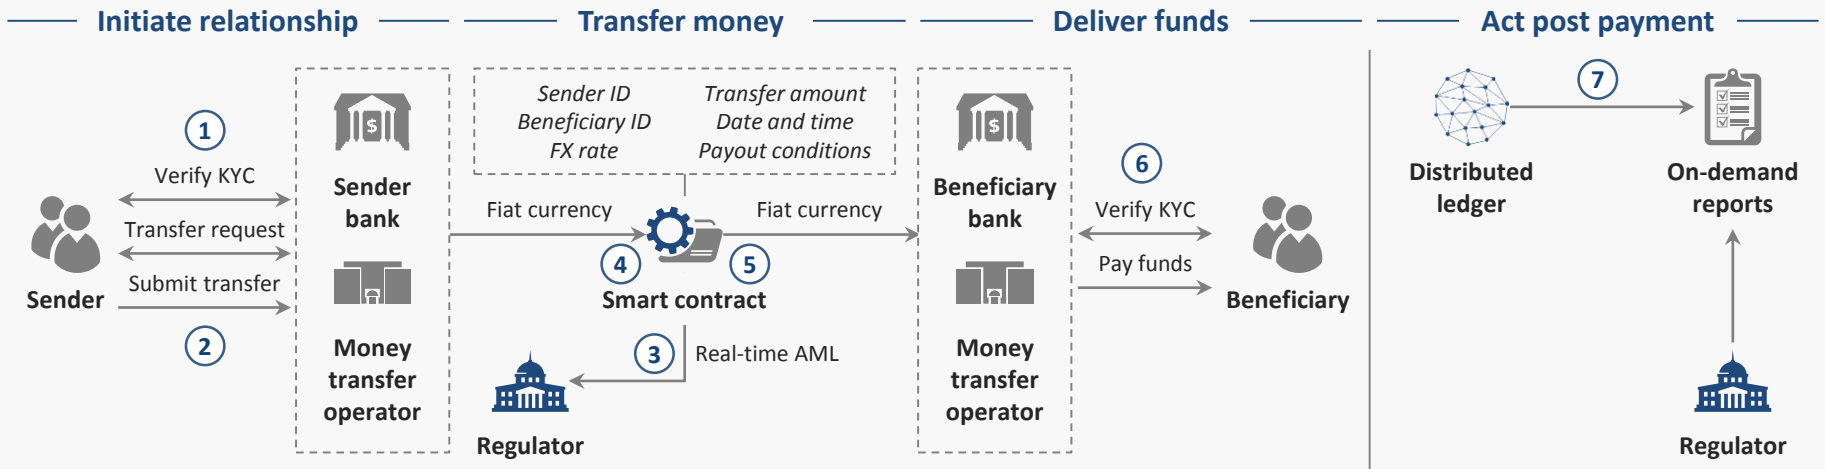 Initiate relationship
Transfer money
Deliver funds
Act post payment
1
Verify KYC
Transfer request
Submit transfer
2
Sender
$
Sender
bank
Money
transfer
operator
Sender ID
Beneficiary ID
FX rate
Transfer amount
Date and time
Payout conditions
Fiat currency
Fiat currency
4
5
Smart contract
3
Real-time AML
Regulator
$
Beneficiary
bank
Money
transfer
operator
6
Verify KYC
Pay funds
Beneficiary
7
Distributed
ledger
On-demand
reports
Regulator